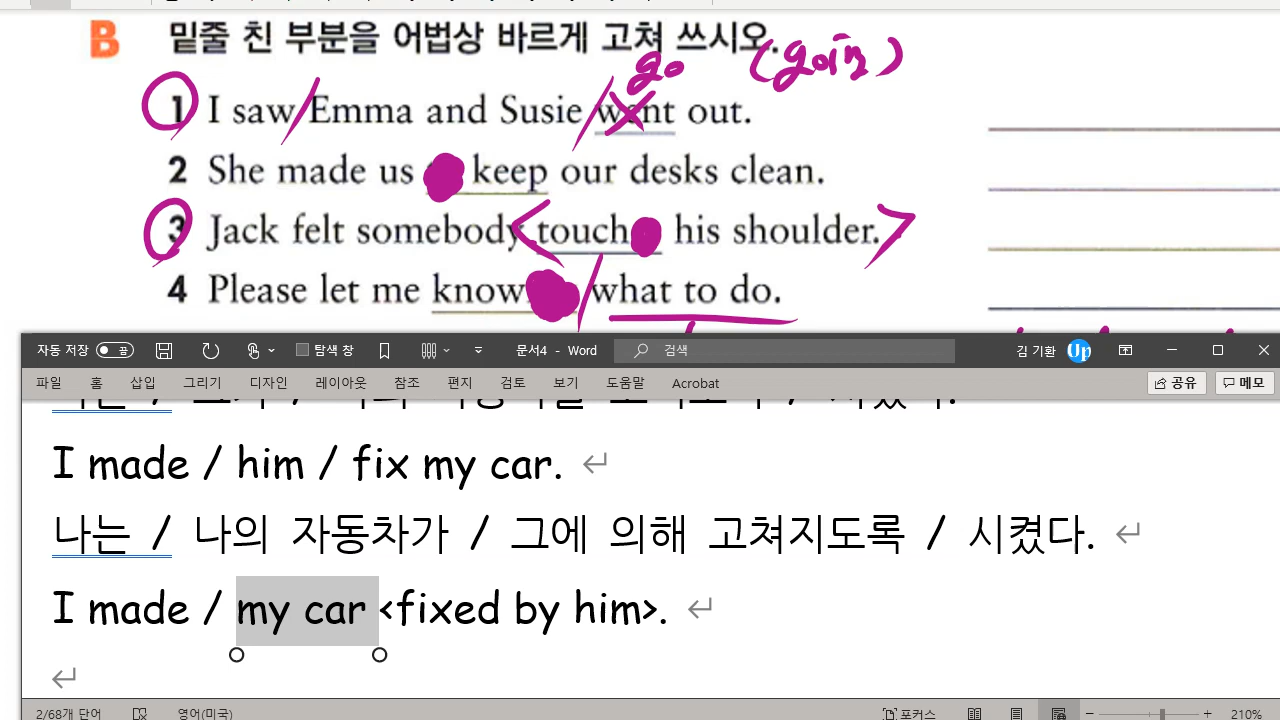 B 밑줄 친 부분을 어법상 바르게 고쳐 쓰시오.
go (going)
1 I saw / Emma and Susie / went out.
2 She made us keep our desks clean.
3 Jack felt somebody < touch his shoulder. >
4 Please let me know / what to do.
자동 저장 끔 탐색 창 문서4 - Word 검색 김 기환 Up
파일 홈 삽입 그리기 디자인 레이아웃 참조 편지 검토 보기 도움말 Acrobat 공유 메모
I made / him / fix my car.
나는 / 나의 자동차가 / 그에 의해 고쳐지도록 / 시켰다.
I made / my car <fixed by him>.
2/68개 단어 영어(미국) 포커스 210%